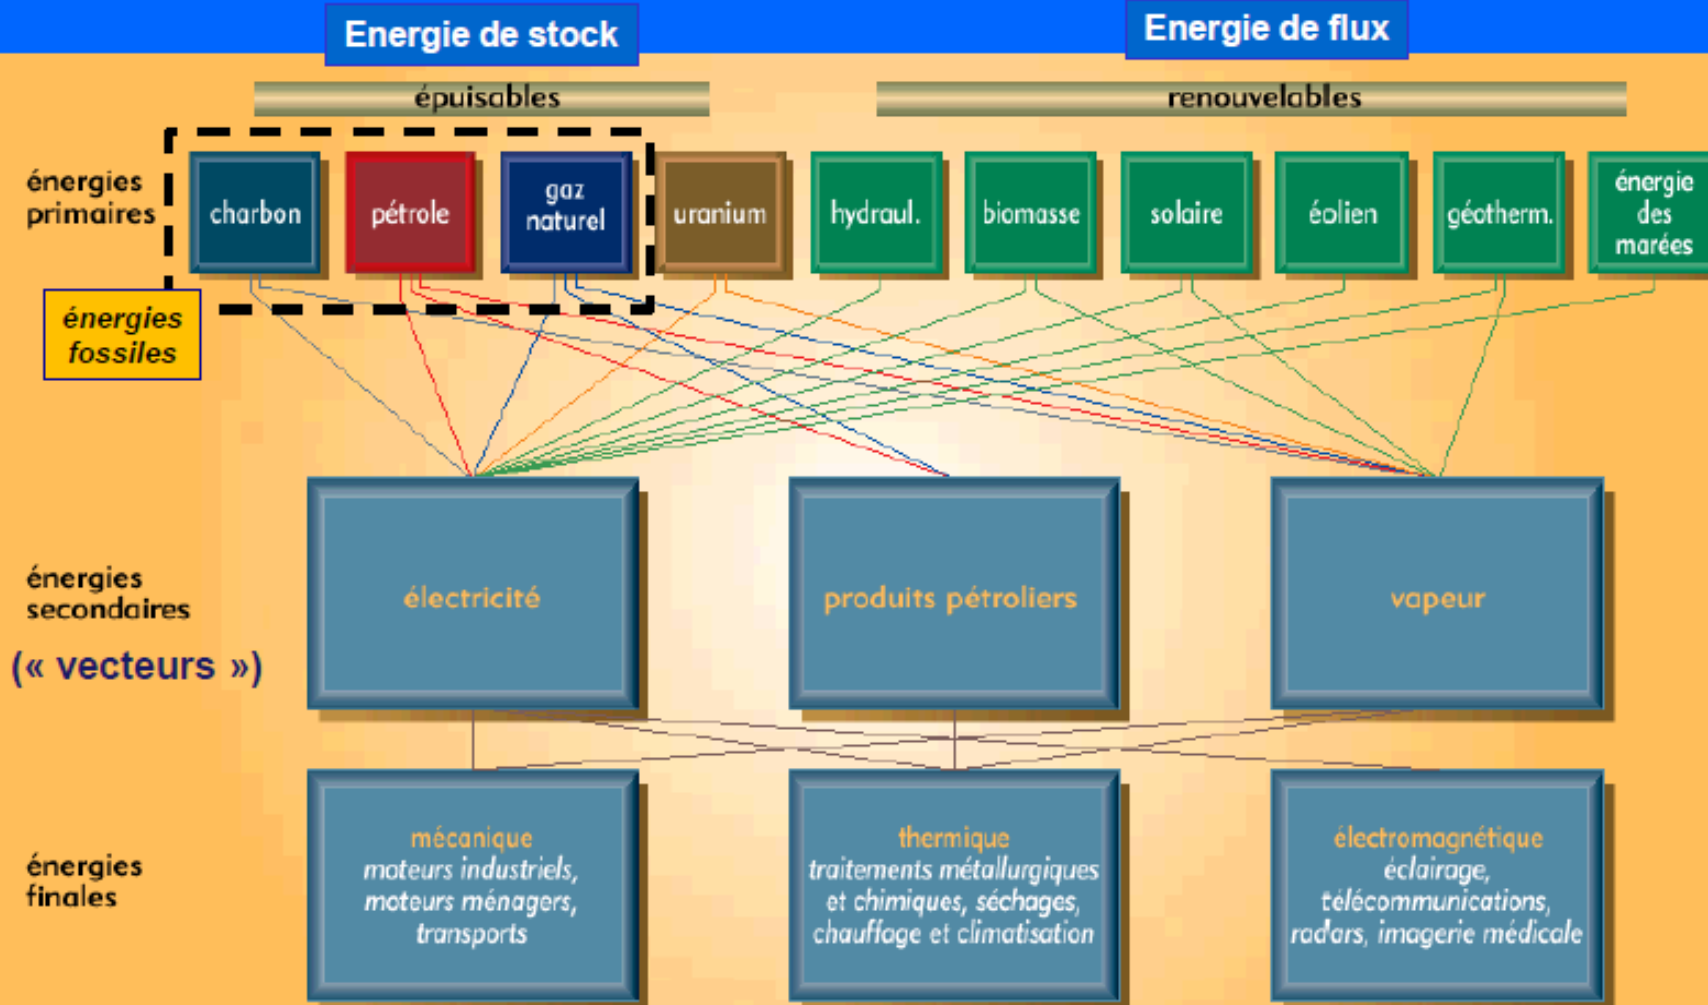 Energie de stock
Energie de flux
épuisables
renouvelables
énergies
primaires
charbon
pétrole
gaz
naturel
uranium
hydraul.
biomasse
solaire
éolien
géotherm.
énergie
des
marées
énergies
fossiles
énergies
secondaires
(« vecteurs »)
électricité
produits pétroliers
vapeur
énergies
finales
mécanique
moteurs industriels,
moteurs ménagers,
transports
thermique
traitements métallurgiques
et chimiques, séchages,
chauffage et climatisation
électromagnétique
éclairage,
télécommunications,
radars, imagerie médicale